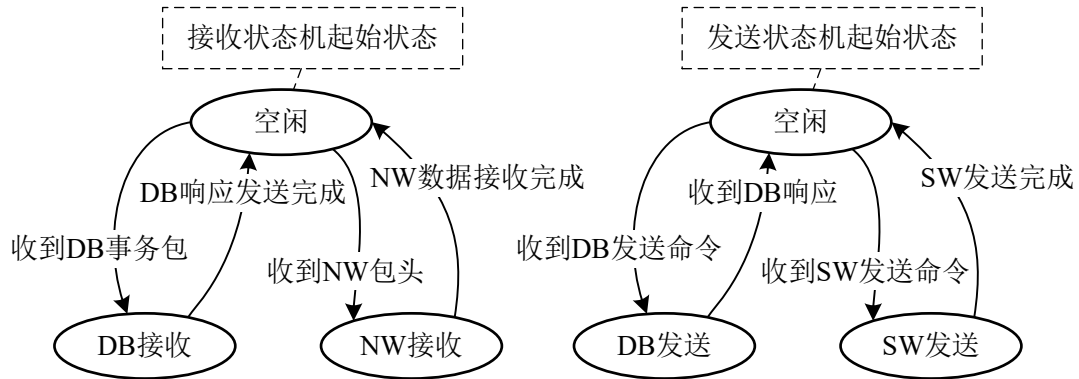 接收状态机起始状态
空闲
NW数据接收完成
DB响应发送完成
收到DB事务包
收到NW包头
DB接收
NW接收
发送状态机起始状态
空闲
SW发送完成
收到DB响应
收到DB发送命令
收到SW发送命令
DB发送
SW发送